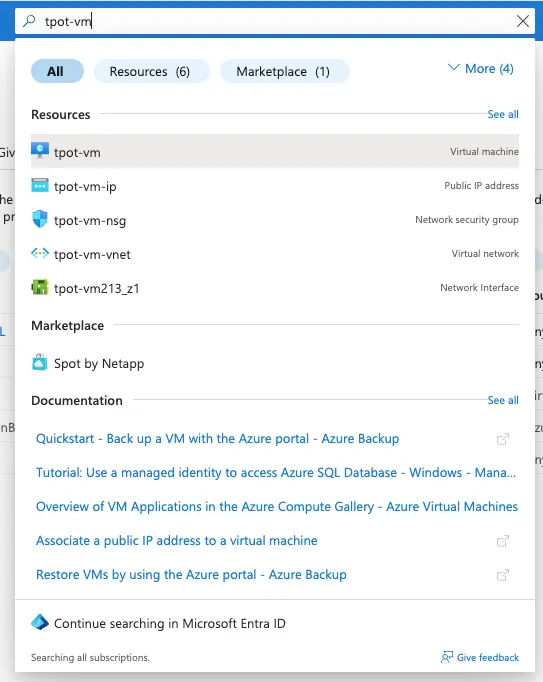 tpot-vm
All
Resources (6)
Marketplace (1)
More (4)
Resources
See all
tpot-vm
Virtual machine
tpot-vm-ip
Public IP address
tpot-vm-nsg
Network security group
tpot-vm-vnet
Virtual network
tpot-vm213_z1
Network Interface
Marketplace
Spot by Netapp
Documentation
See all
Quickstart - Back up a VM with the Azure portal - Azure Backup
Tutorial: Use a managed identity to access Azure SQL Database - Windows - Mana...
Overview of VM Applications in the Azure Compute Gallery - Azure Virtual Machines
Associate a public IP address to a virtual machine
Restore VMs by using the Azure portal - Azure Backup
Continue searching in Microsoft Entra ID
Searching all subscriptions.
Give feedback